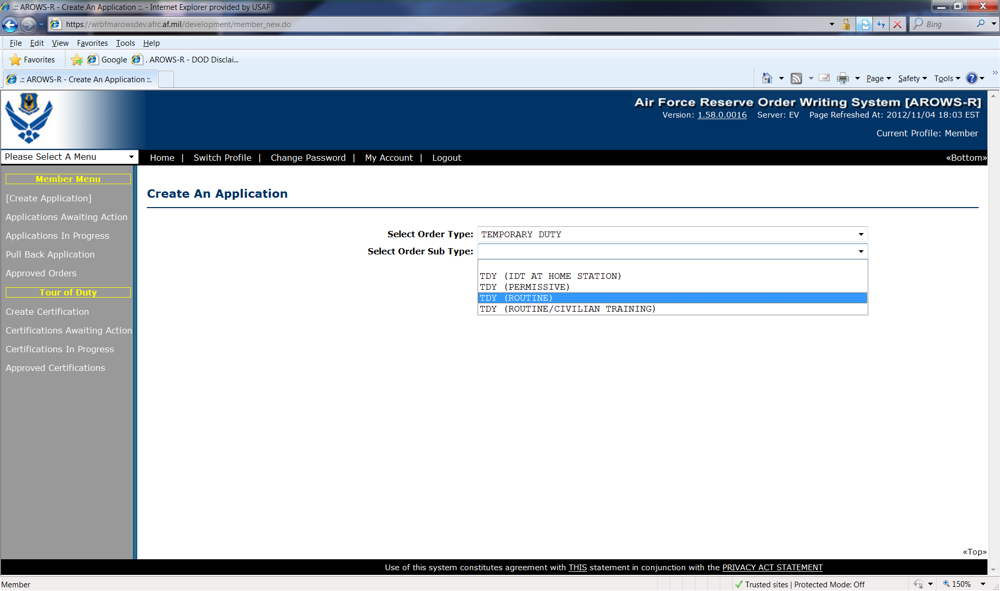 .:: AROWS-R - Create An Application ::. - Internet Explorer provided by USAF
https://wrbfmarowsdev.afrc.af.mil/development/member_new.do
Bing
File Edit View Favorites Tools Help
Favorites Google . AROWS-R - DOD Disclai...
.:: AROWS-R - Create An Application ::.
Page Safety Tools
Air Force Reserve Order Writing System [AROWS-R]
Version: 1.58.0.0016 Server: EV Page Refreshed At: 2012/11/04 18:03 EST
Current Profile: Member
Please Select A Menu
Home | Switch Profile | Change Password | My Account | Logout
«Bottom»
Member Menu
[Create Application]
Applications Awaiting Action
Applications In Progress
Pull Back Application
Approved Orders
Tour of Duty
Create Certification
Certifications Awaiting Action
Certifications In Progress
Approved Certifications
Create An Application
Select Order Type: TEMPORARY DUTY
Select Order Sub Type:
TDY (IDT AT HOME STATION)
TDY (PERMISSIVE)
TDY (ROUTINE)
TDY (ROUTINE/CIVILIAN TRAINING)
«Top»
Use of this system constitutes agreement with THIS statement in conjunction with the PRIVACY ACT STATEMENT
Member
Trusted sites | Protected Mode: Off
150%